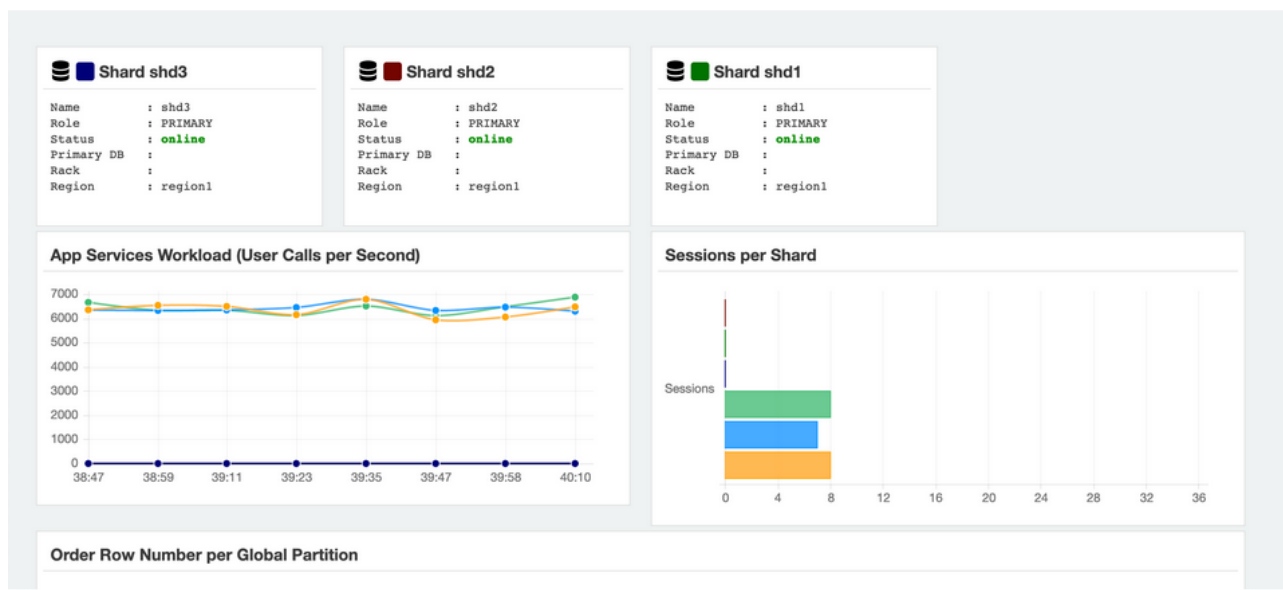 Shard shd3
Name : shd3
Role : PRIMARY
Status : online
Primary DB :
Rack :
Region : region1
Shard shd2
Name : shd2
Role : PRIMARY
Status : online
Primary DB :
Rack :
Region : region1
Shard shd1
Name : shd1
Role : PRIMARY
Status : online
Primary DB :
Rack :
Region : region1
App Services Workload (User Calls per Second)
7000
6000
5000
4000
3000
2000
1000
0
38:47 38:59 39:11 39:23 39:35 39:47 39:58 40:10
Sessions per Shard
Sessions
0 4 8 12 16 20 24 28 32 36
Order Row Number per Global Partition